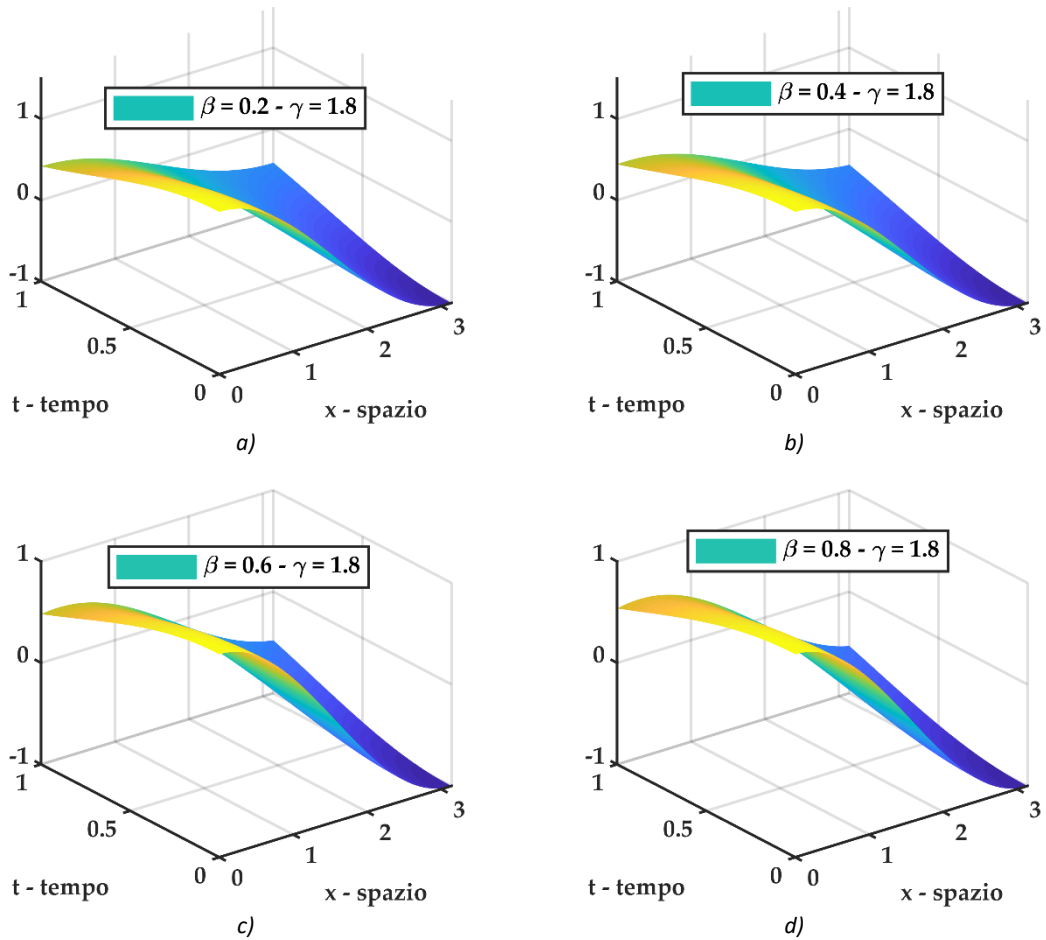 β = 0.2 - γ = 1.8
1
0
-1
1
0.5
0
0
1
2
3
t - tempo
x - spazio
a)
β = 0.4 - γ = 1.8
1
0
-1
1
0.5
0
0
1
2
3
t - tempo
x - spazio
b)
β = 0.6 - γ = 1.8
1
0
-1
1
0.5
0
0
1
2
3
t - tempo
x - spazio
c)
β = 0.8 - γ = 1.8
1
0
-1
1
0.5
0
0
1
2
3
t - tempo
x - spazio
d)